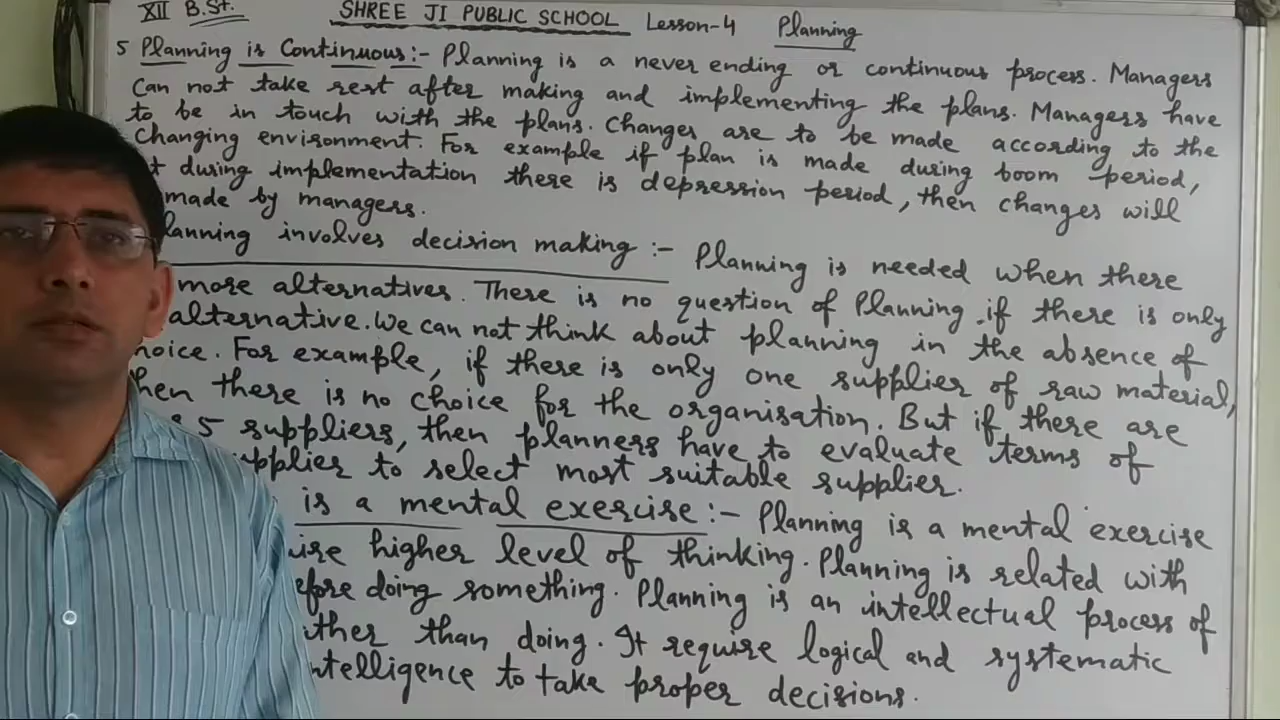 XII B.St. SHREE JI PUBLIC SCHOOL Lesson-4 Planning
5 Planning is Continuous:- Planning is a never ending or continuous process. Managers
Can not take rest after making and implementing the plans. Managers have
to be in touch with the plans. Changes are to be made according to the
Changing environment. For example if plan is made during boom period,
t during implementation there is depression period, then changes will
made by managers.
lanning involves decision making :- Planning is needed when there
more alternatives. There is no question of Planning if there is only
alternative. We can not think about planning in the absence of
hoice. For example, if there is only one supplier of raw material,
hen there is no choice for the organisation. But if there are
5 suppliers, then planners have to evaluate terms of
upplier to select most suitable supplier.
is a mental exercise :- Planning is a mental exercise
uire higher level of thinking. Planning is related with
efore doing something. Planning is an intellectual process of
ather than doing. It require logical and systematic
ntelligence to take proper decisions.